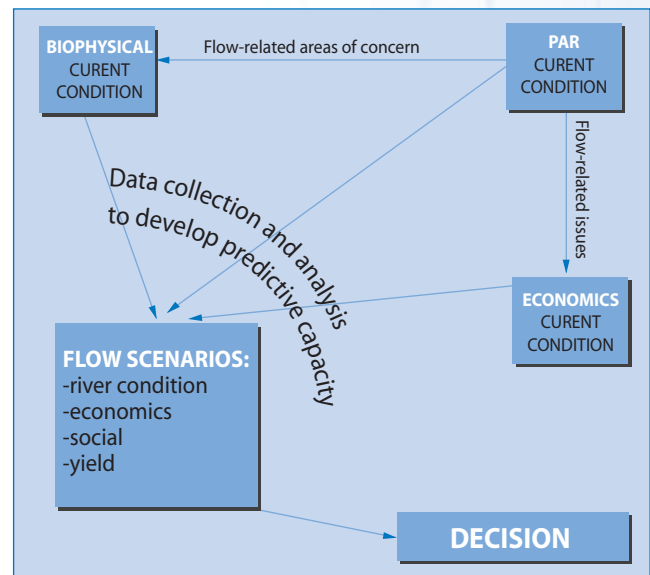 BIOPHYSICAL
CURENT
CONDITION
Flow-related areas of concern
PAR
CURENT
CONDITION
Flow-related issues
Data collection and analysis
to develop predictive capacity
ECONOMICS
CURENT
CONDITION
FLOW SCENARIOS:
-river condition
-economics
-social
-yield
DECISION